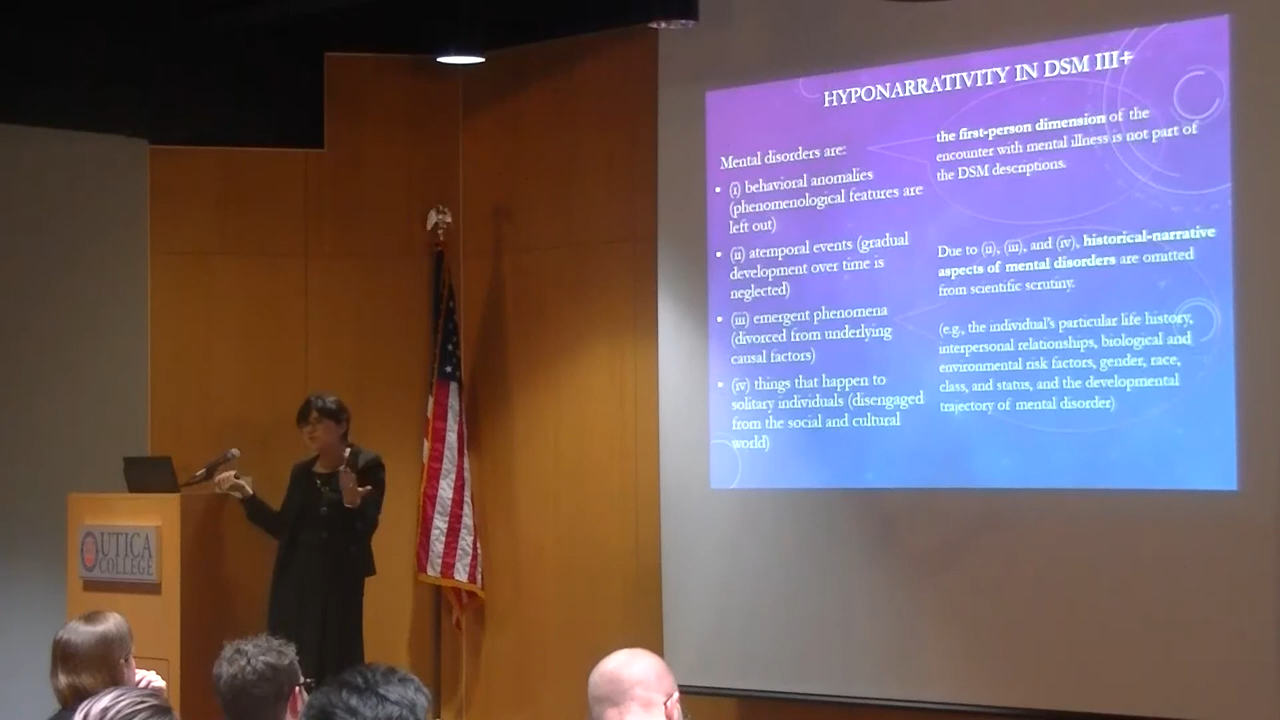 HYPONARRATIVITY IN DSM III+
Mental disorders are:
(i) behavioral anomalies
(phenomenological features are
left out)
(ii) atemporal events (gradual
development over time is
neglected)
(iii) emergent phenomena
(divorced from underlying
causal factors)
(iv) things that happen to
solitary individuals (disengaged
from the social and cultural
world)
the first-person dimension of the
encounter with mental illness is not part of
the DSM descriptions.
Due to (ii), (iii), and (iv), historical-narrative
aspects of mental disorders are omitted
from scientific scrutiny.
(e.g., the individual's particular life history,
interpersonal relationships, biological and
environmental risk factors, gender, race,
class, and status, and the developmental
trajectory of mental disorder)
UTICA
COLLEGE